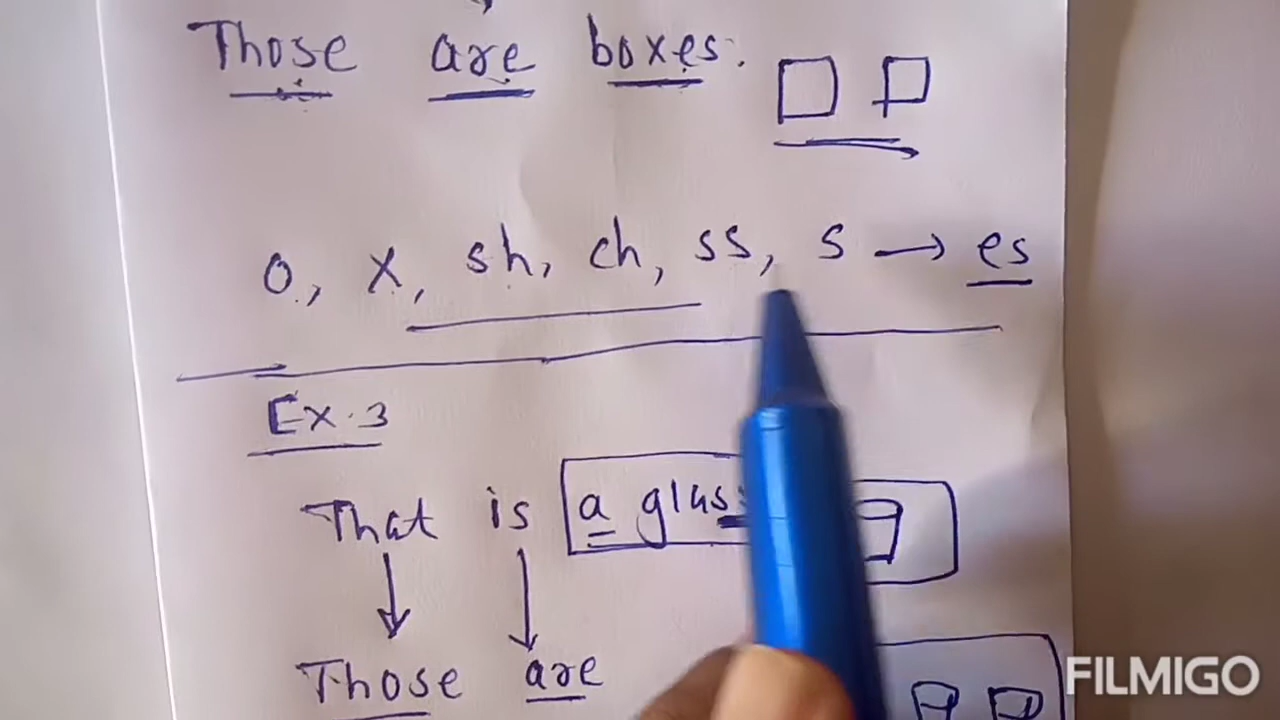 Those are boxes.
o, x, sh, ch, ss, s → es
Ex.3
That is a glass
Those are
FILMIGO